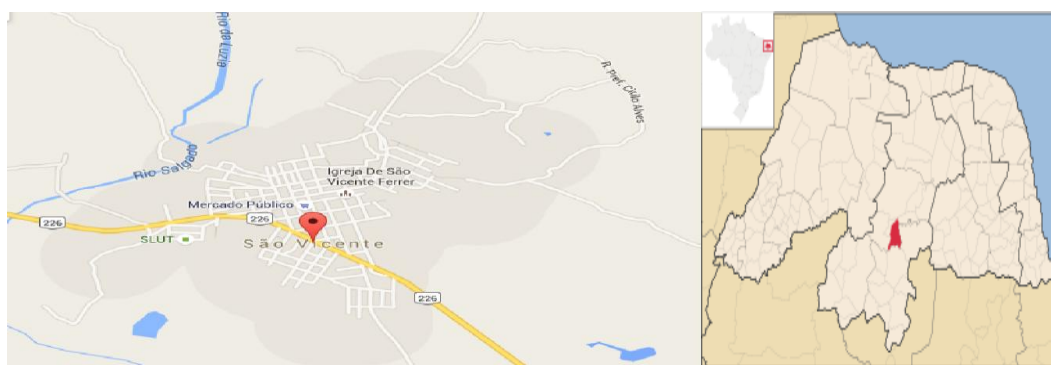 Rio de Luzia
R. Pref. Clião Alves
Rio Salgado
Igreja De São
Vicente Ferrer
Mercado Público
226
226
SLUT
São Vicente
226